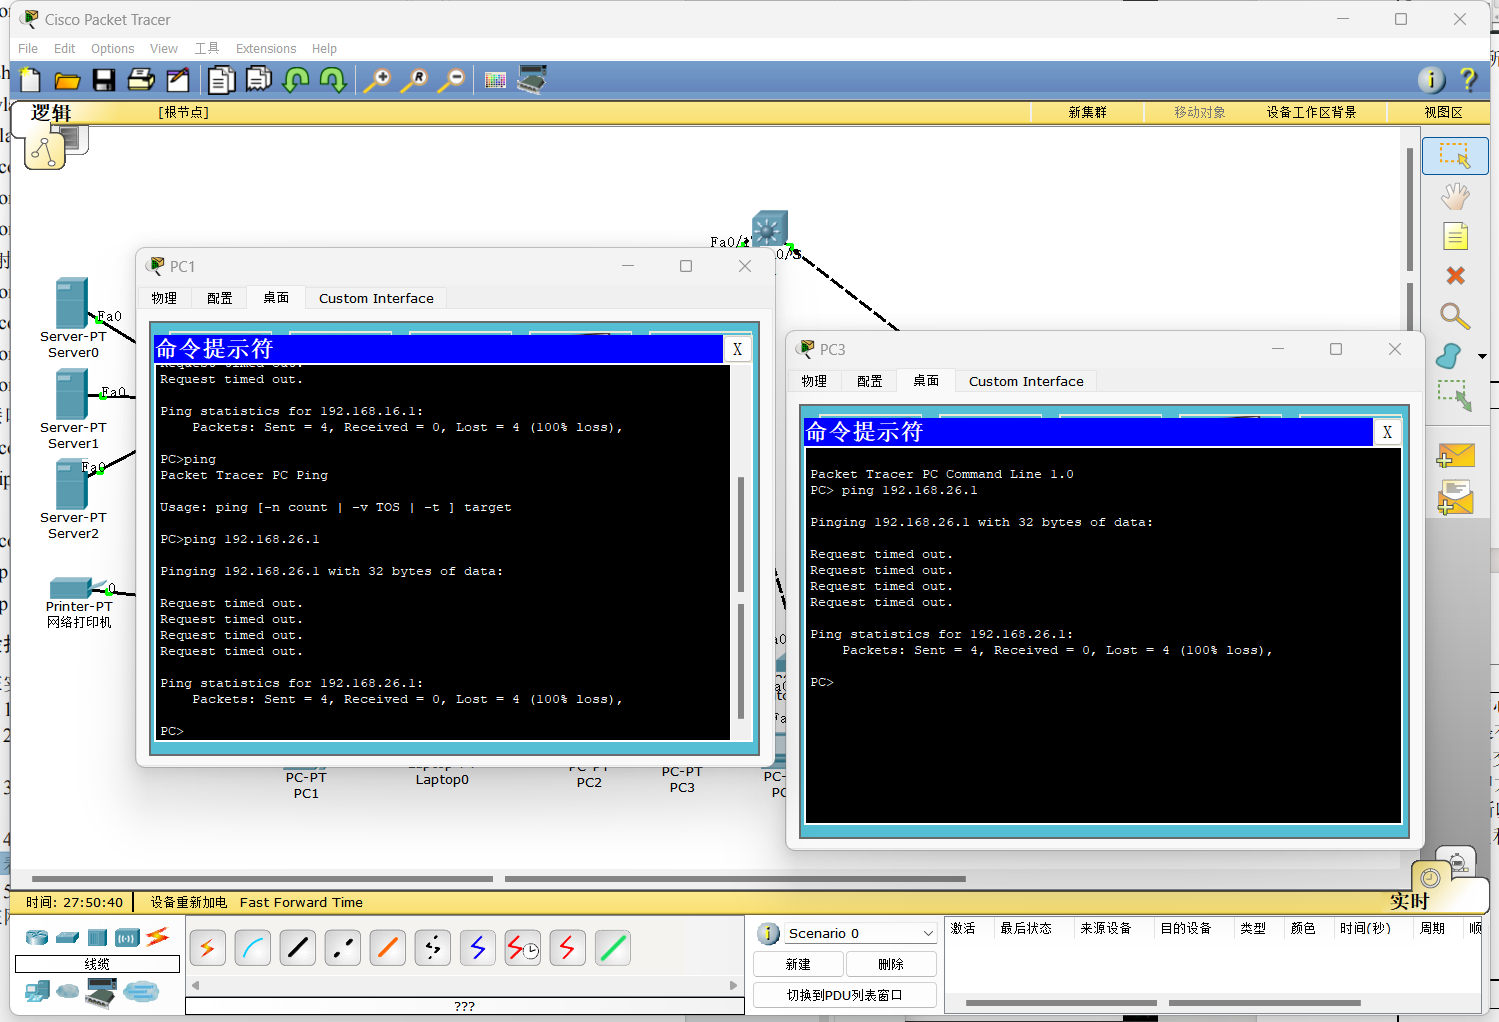 Cisco Packet Tracer
File Edit Options View 工具 Extensions Help
逻辑 [根节点] 新集群 移动对象 设备工作区背景 视图区
Fa0/1
0/5
Fa0
Server-PT
Server0
Fa0
Server-PT
Server1
Fa0
Server-PT
Server2
Printer-PT
网络打印机
PC1
物理 配置 桌面 Custom Interface
命令提示符 X
Request timed out.
Request timed out.
Ping statistics for 192.168.16.1:
Packets: Sent = 4, Received = 0, Lost = 4 (100% loss),
PC>ping
Packet Tracer PC Ping
Usage: ping [-n count | -v TOS | -t ] target
PC>ping 192.168.26.1
Pinging 192.168.26.1 with 32 bytes of data:
Request timed out.
Request timed out.
Request timed out.
Request timed out.
Ping statistics for 192.168.26.1:
Packets: Sent = 4, Received = 0, Lost = 4 (100% loss),
PC>
PC3
物理 配置 桌面 Custom Interface
命令提示符 X
Packet Tracer PC Command Line 1.0
PC> ping 192.168.26.1
Pinging 192.168.26.1 with 32 bytes of data:
Request timed out.
Request timed out.
Request timed out.
Request timed out.
Ping statistics for 192.168.26.1:
Packets: Sent = 4, Received = 0, Lost = 4 (100% loss),
PC>
PC-PT
PC1
Laptop0
PC-PT
PC2
PC-PT
PC3
PC-
PC
时间: 27:50:40 设备重新加电 Fast Forward Time 实时
线缆
???
Scenario 0
新建 删除
切换到PDU列表窗口
激活 最后状态 来源设备 目的设备 类型 颜色 时间(秒) 周期 顺